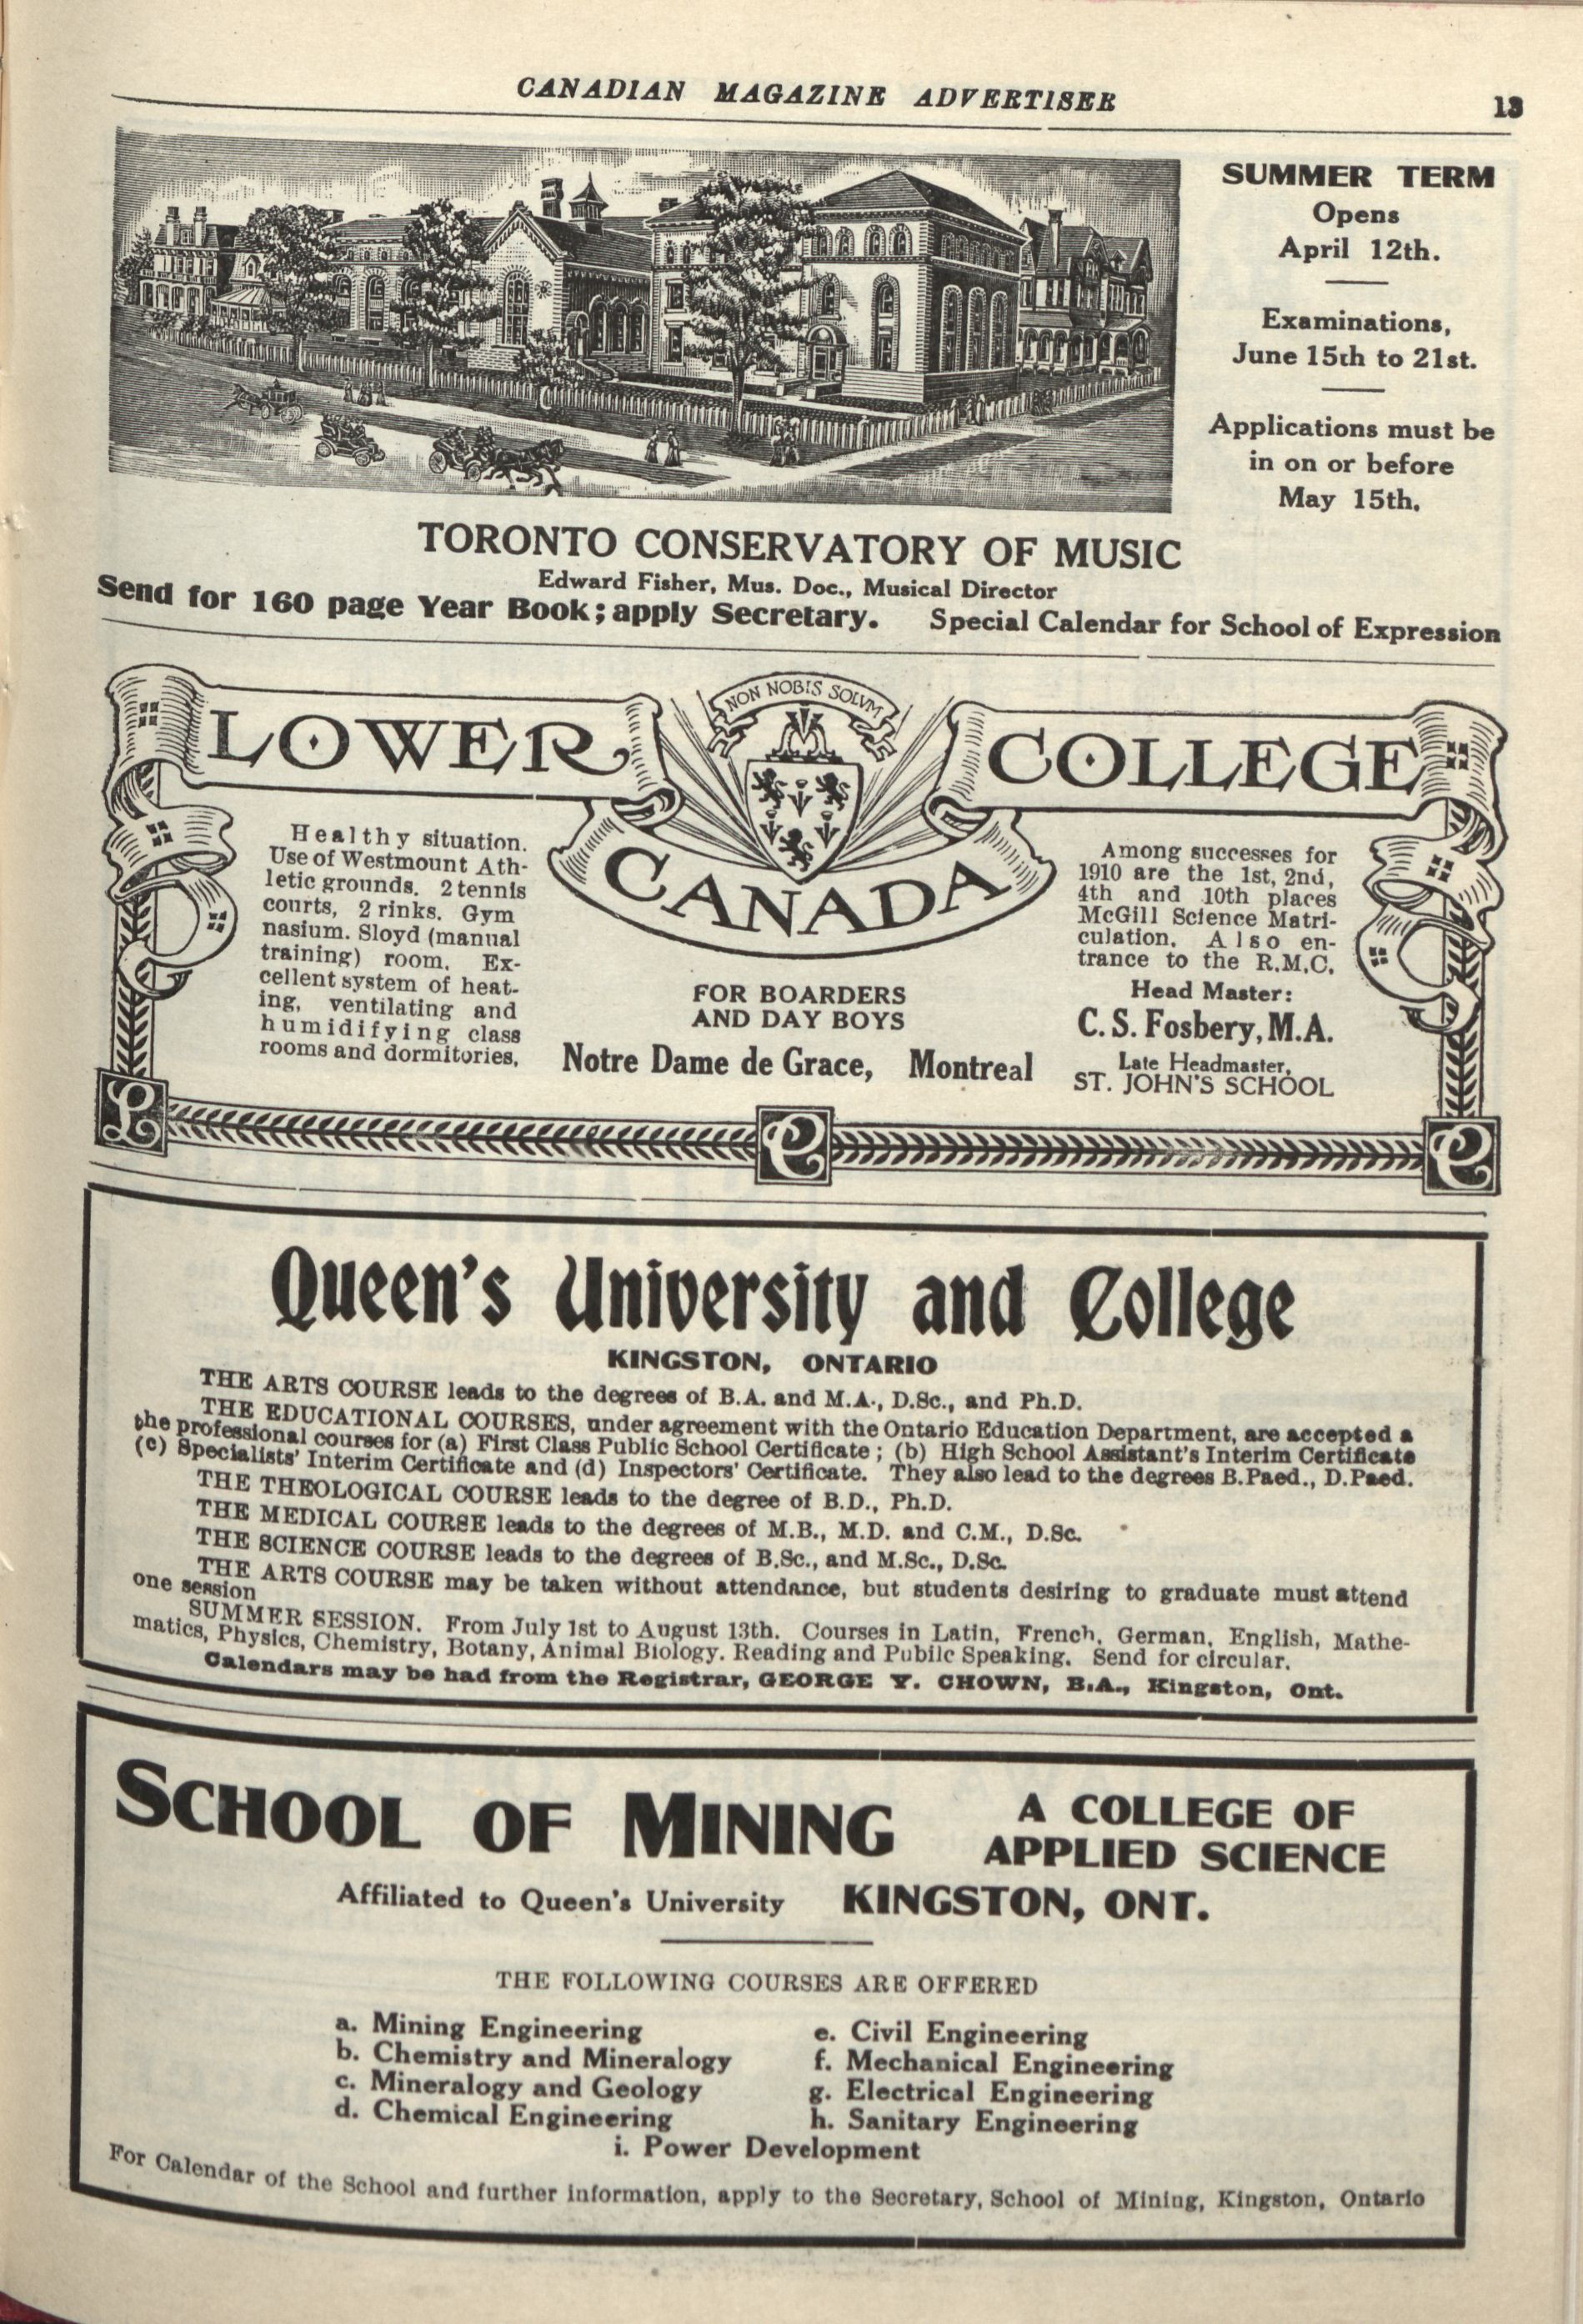 CANADIAN MAGAZINE ADVERTISER 13
SUMMER TERM
Opens
April 12th.
Examinations,
June 15th to 21st.
Applications must be
in on or before
May 15th.
TORONTO CONSERVATORY OF MUSIC
Edward Fisher, Mus. Doc., Musical Director
Send for 160 page Year Book; apply Secretary. Special Calendar for School of Expression
NON NOBIS SOLVM
LOWER
CANADA
COLLEGE
Healthy situation.
Use of Westmount Ath-
letic grounds. 2 tennis
courts, 2 rinks. Gym
nasium. Sloyd (manual
training) room. Ex-
cellent system of heat-
ing, ventilating and
humidifying class
rooms and dormitories.
FOR BOARDERS
AND DAY BOYS
Notre Dame de Grace, Montreal
Among successes for
1910 are the 1st, 2nd,
4th and 10th places
McGill Science Matri-
culation. Also en-
trance to the R.M.C.
Head Master:
C. S. Fosbery, M.A.
Late Headmaster,
ST. JOHN'S SCHOOL
L C C
Queen's University and College
KINGSTON, ONTARIO
THE ARTS COURSE leads to the degrees of B.A. and M.A., D.Sc., and Ph.D.
THE EDUCATIONAL COURSES, under agreement with the Ontario Education Department, are accepted a
the professional courses for (a) First Class Public School Certificate; (b) High School Assistant's Interim Certificate
(c) Specialists' Interim Certificate and (d) Inspectors' Certificate. They also lead to the degrees B.Paed., D.Paed.
THE THEOLOGICAL COURSE leads to the degree of B.D., Ph.D.
THE MEDICAL COURSE leads to the degrees of M.B., M.D. and C.M., D.Sc.
THE SCIENCE COURSE leads to the degrees of B.Sc., and M.Sc., D.Sc.
THE ARTS COURSE may be taken without attendance, but students desiring to graduate must attend
one session
SUMMER SESSION. From July 1st to August 13th. Courses in Latin, French, German, English, Mathe-
matics, Physics, Chemistry, Botany, Animal Biology. Reading and Public Speaking. Send for circular.
Calendars may be had from the Registrar, GEORGE Y. CHOWN, B.A., Kingston, Ont.
SCHOOL OF MINING
A COLLEGE OF
APPLIED SCIENCE
Affiliated to Queen's University KINGSTON, ONT.
THE FOLLOWING COURSES ARE OFFERED
a. Mining Engineering
b. Chemistry and Mineralogy
c. Mineralogy and Geology
d. Chemical Engineering
e. Civil Engineering
f. Mechanical Engineering
g. Electrical Engineering
h. Sanitary Engineering
i. Power Development
For Calendar of the School and further information, apply to the Secretary, School of Mining, Kingston, Ontario